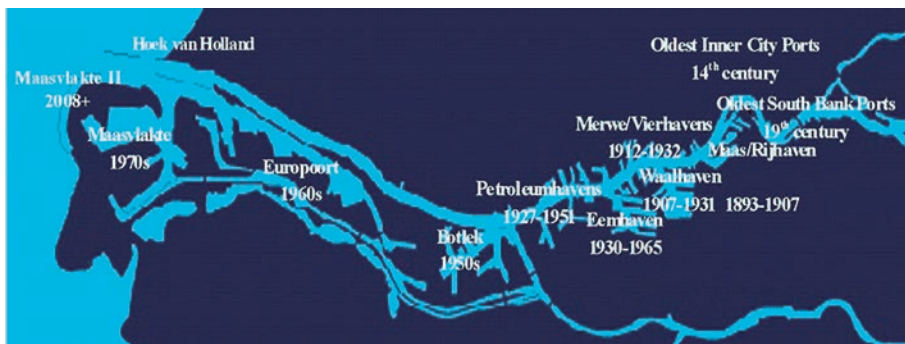 Hoek van Holland
Maasvlakte II
2008+
Maasvlakte
1970s
Europoort
1960s
Botlek
1950s
Petroleumhavens
1927-1951
Eemhaven
1930-1965
Merwe/Vierhavens
1912-1932
Waalhaven
1907-1931
Maas/Rijhaven
1893-1907
Oldest Inner City Ports
14th century
Oldest South Bank Ports
19th century